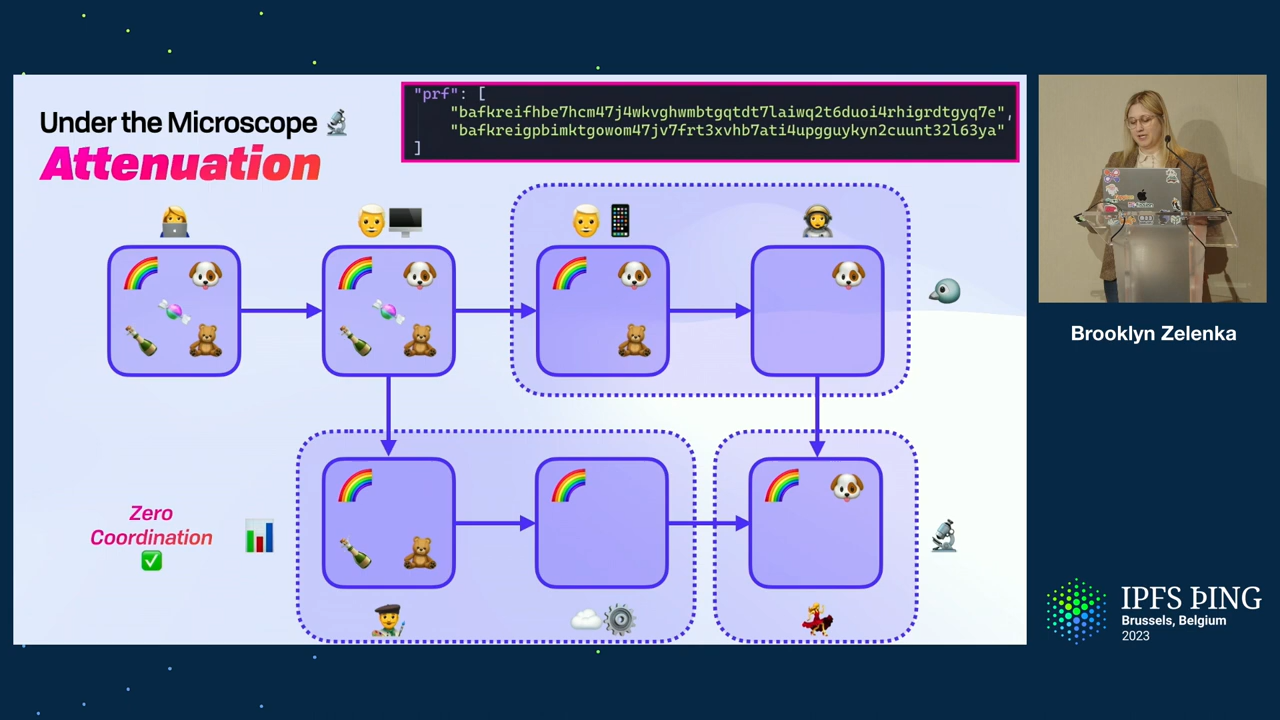 Under the Microscope
Attenuation
"prf": [
"bafkreifhbe7hcm47j4wkvghwmbtgqtdt7laiwq2t6duoi4rhigrdtgyq7e",
"bafkreigpbimktgowom47jv7frt3xvhb7ati4upgguykyn2cuunt32l63ya"
]
Zero
Coordination
Brooklyn Zelenka
IPFS ÞING
Brussels, Belgium
2023